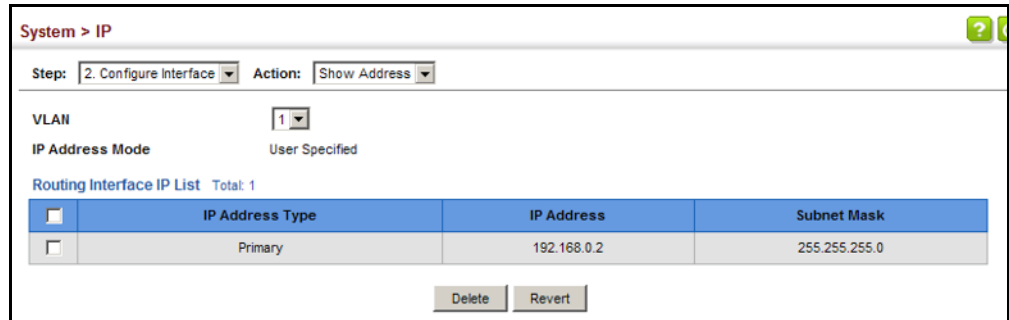 System > IP ?
Step: 2. Configure Interface Action: Show Address
VLAN 1
IP Address Mode User Specified
Routing Interface IP List Total: 1
IP Address Type IP Address Subnet Mask
Primary 192.168.0.2 255.255.255.0
Delete Revert